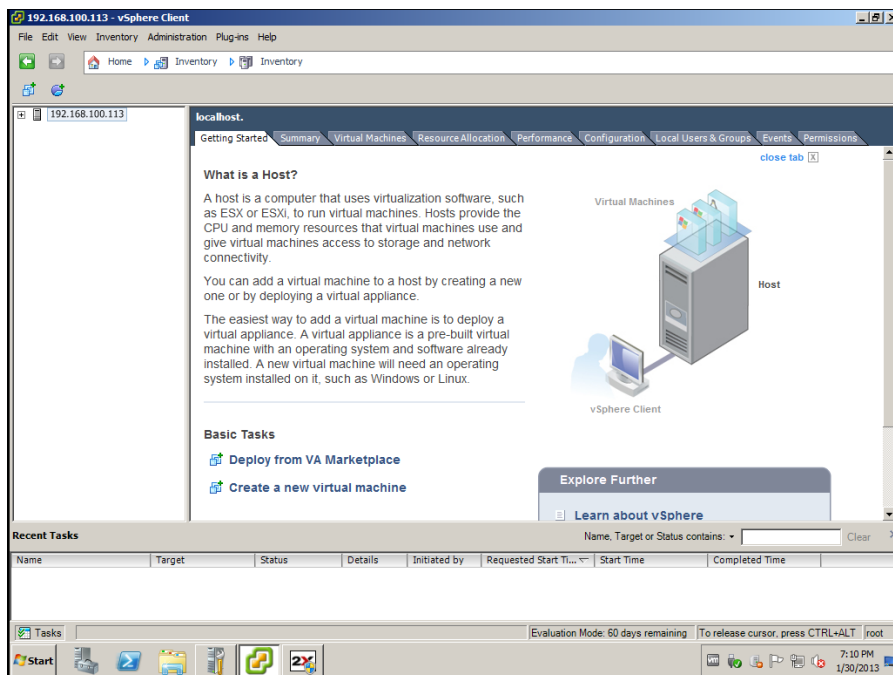 192.168.100.113 - vSphere Client
File Edit View Inventory Administration Plug-ins Help
Home Inventory Inventory
192.168.100.113
localhost.
Getting Started Summary Virtual Machines Resource Allocation Performance Configuration Local Users & Groups Events Permissions
close tab X
What is a Host?
A host is a computer that uses virtualization software, such
as ESX or ESXi, to run virtual machines. Hosts provide the
CPU and memory resources that virtual machines use and
give virtual machines access to storage and network
connectivity.
You can add a virtual machine to a host by creating a new
one or by deploying a virtual appliance.
The easiest way to add a virtual machine is to deploy a
virtual appliance. A virtual appliance is a pre-built virtual
machine with an operating system and software already
installed. A new virtual machine will need an operating
system installed on it, such as Windows or Linux.
Virtual Machines
Host
vSphere Client
Basic Tasks
Deploy from VA Marketplace
Create a new virtual machine
Explore Further
Learn about vSphere
Recent Tasks
Name, Target or Status contains: Clear
Name Target Status Details Initiated by Requested Start Ti... Start Time Completed Time
Tasks Evaluation Mode: 60 days remaining To release cursor, press CTRL+ALT root
Start 2X 7:10 PM
1/30/2013